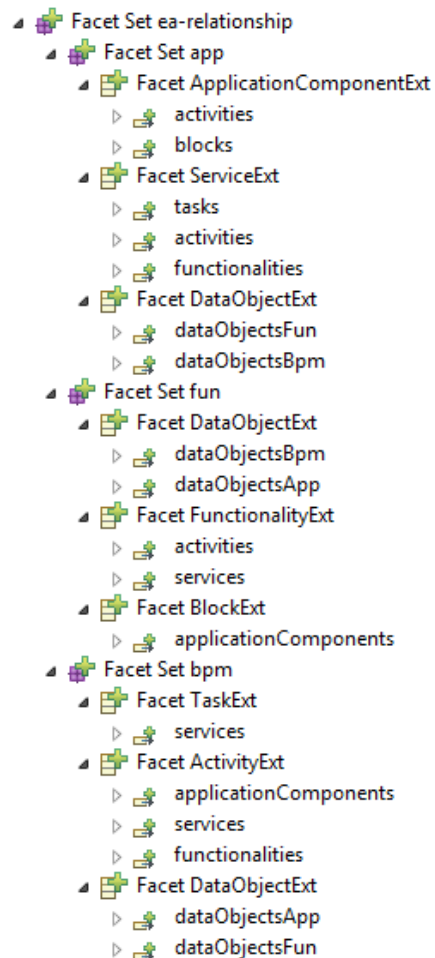 Facet Set ea-relationship
Facet Set app
Facet ApplicationComponentExt
activities
blocks
Facet ServiceExt
tasks
activities
functionalities
Facet DataObjectExt
dataObjectsFun
dataObjectsBpm
Facet Set fun
Facet DataObjectExt
dataObjectsBpm
dataObjectsApp
Facet FunctionalityExt
activities
services
Facet BlockExt
applicationComponents
Facet Set bpm
Facet TaskExt
services
Facet ActivityExt
applicationComponents
services
functionalities
Facet DataObjectExt
dataObjectsApp
dataObjectsFun